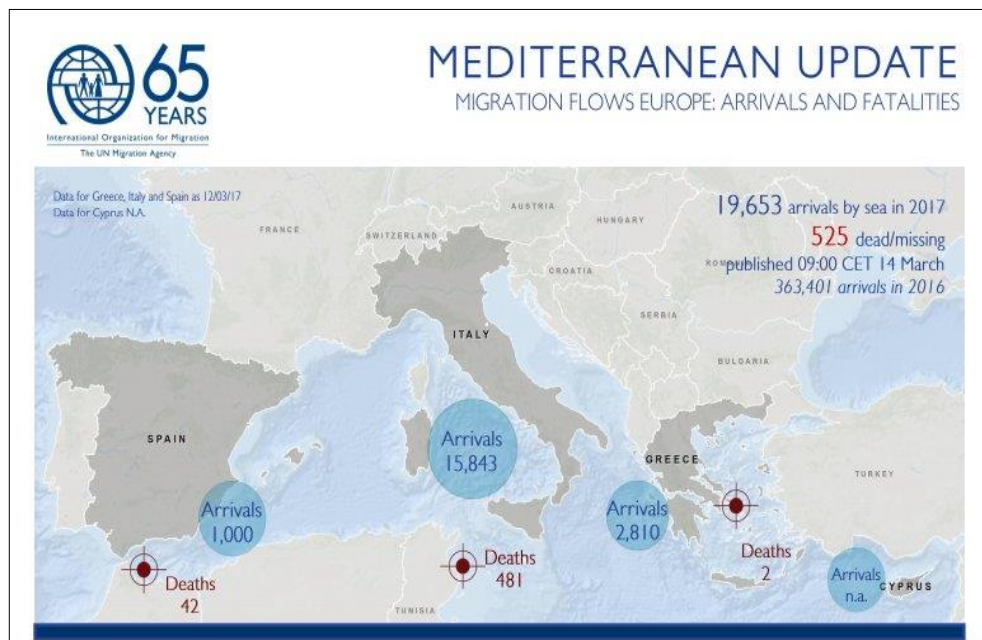 65
YEARS
International Organization for Migration
The UN Migration Agency
MEDITERRANEAN UPDATE
MIGRATION FLOWS EUROPE: ARRIVALS AND FATALITIES
Data for Greece, Italy and Spain as 12/03/17
Data for Cyprus N.A.
19,653 arrivals by sea in 2017
525 dead/missing
published 09:00 CET 14 March
363,401 arrivals in 2016
AUSTRIA
HUNGARY
FRANCE
SWITZERLAND
CROATIA
SERBIA
ITALY
BULGARIA
SPAIN
Arrivals
15,843
GREECE
TURKEY
Arrivals
1,000
Arrivals
2,810
Deaths
42
Deaths
481
Deaths
2
Arrivals
n.a.
CYPRUS
TUNISIA